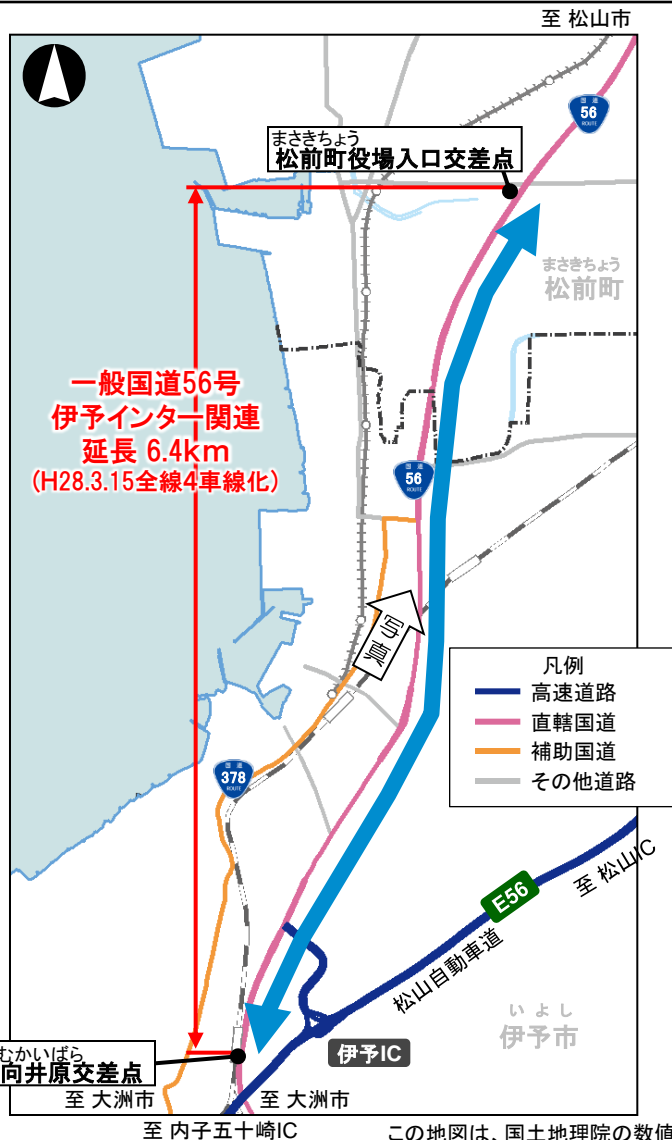 至 松山市
国道
56
ROUTE
まさきちょう
松前町役場入口交差点
まさきちょう
松前町
一般国道56号
伊予インター関連
延長 6.4km
(H28.3.15全線4車線化)
国道
56
ROUTE
写真
凡例
高速道路
直轄国道
補助国道
その他道路
国道
378
ROUTE
E56
至 松山IC
松山自動車道
いよし
伊予市
伊予IC
むかいばら
向井原交差点
至 大洲市
至 大洲市
至 内子五十崎IC
この地図は、国土地理院の数値